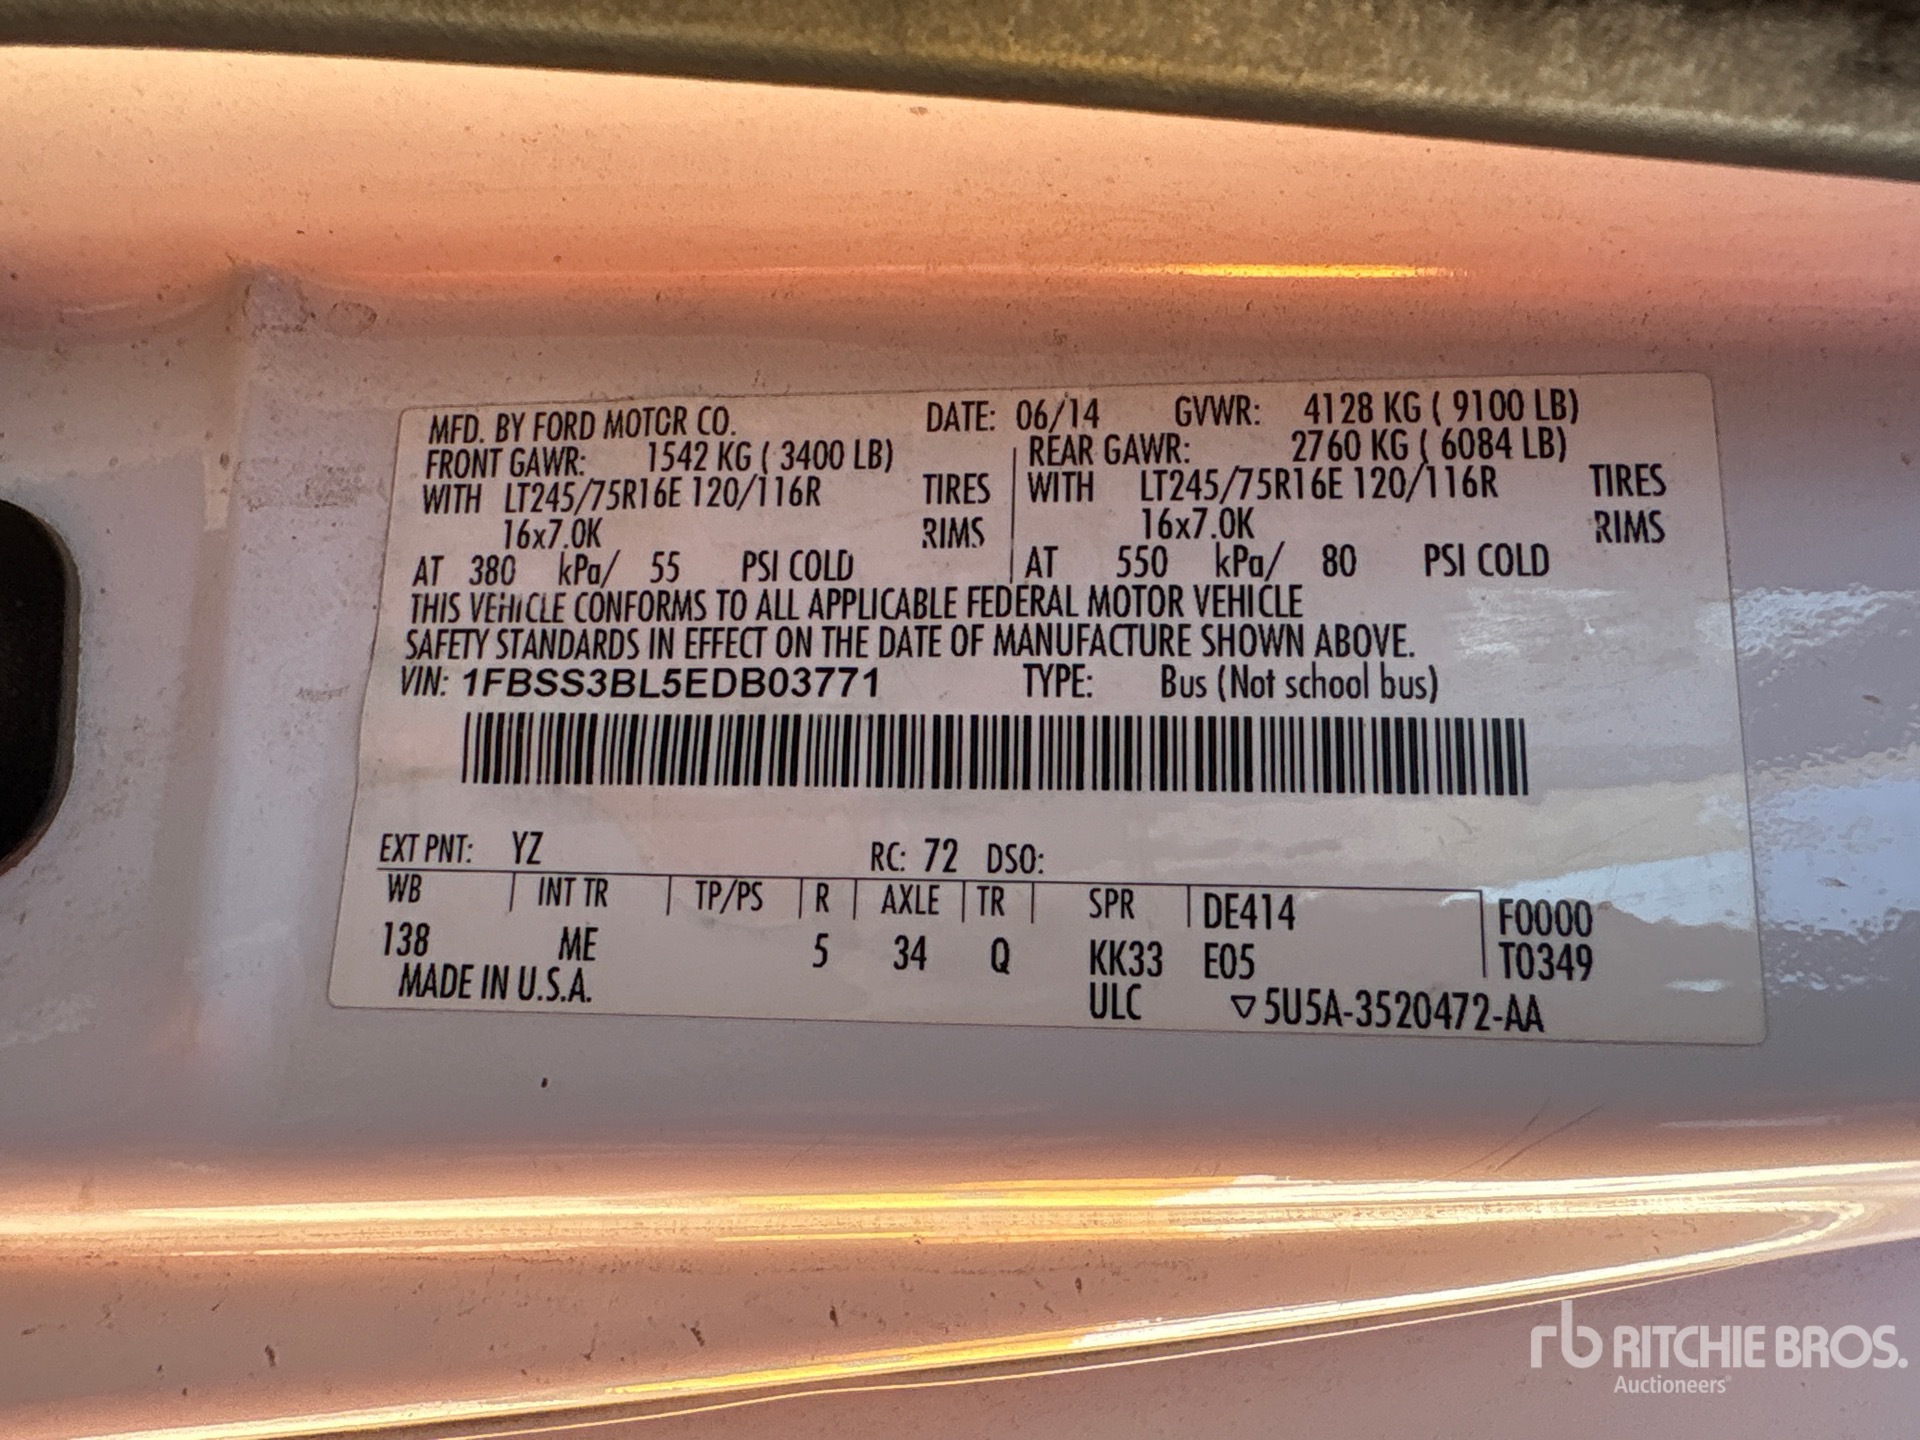 MFD. BY FORD MOTOR CO. DATE: 06/14 GVWR: 4128 KG ( 9100 LB)
FRONT GAWR: 1542 KG ( 3400 LB) REAR GAWR: 2760 KG ( 6084 LB)
WITH LT245/75R16E 120/116R TIRES WITH LT245/75R16E 120/116R TIRES
16x7.0K RIMS 16x7.0K RIMS
AT 380 kPa/ 55 PSI COLD AT 550 kPa/ 80 PSI COLD
THIS VEHICLE CONFORMS TO ALL APPLICABLE FEDERAL MOTOR VEHICLE
SAFETY STANDARDS IN EFFECT ON THE DATE OF MANUFACTURE SHOWN ABOVE.
VIN: 1FBSS3BL5EDB03771 TYPE: Bus (Not school bus)
EXT PNT: YZ RC: 72 DSO:
WB INT TR TP/PS R AXLE TR SPR DE414 F0000
138 ME 5 34 Q KK33 E05 T0349
MADE IN U.S.A. ULC ▽5U5A-3520472-AA
rb RITCHIE BROS.
Auctioneers